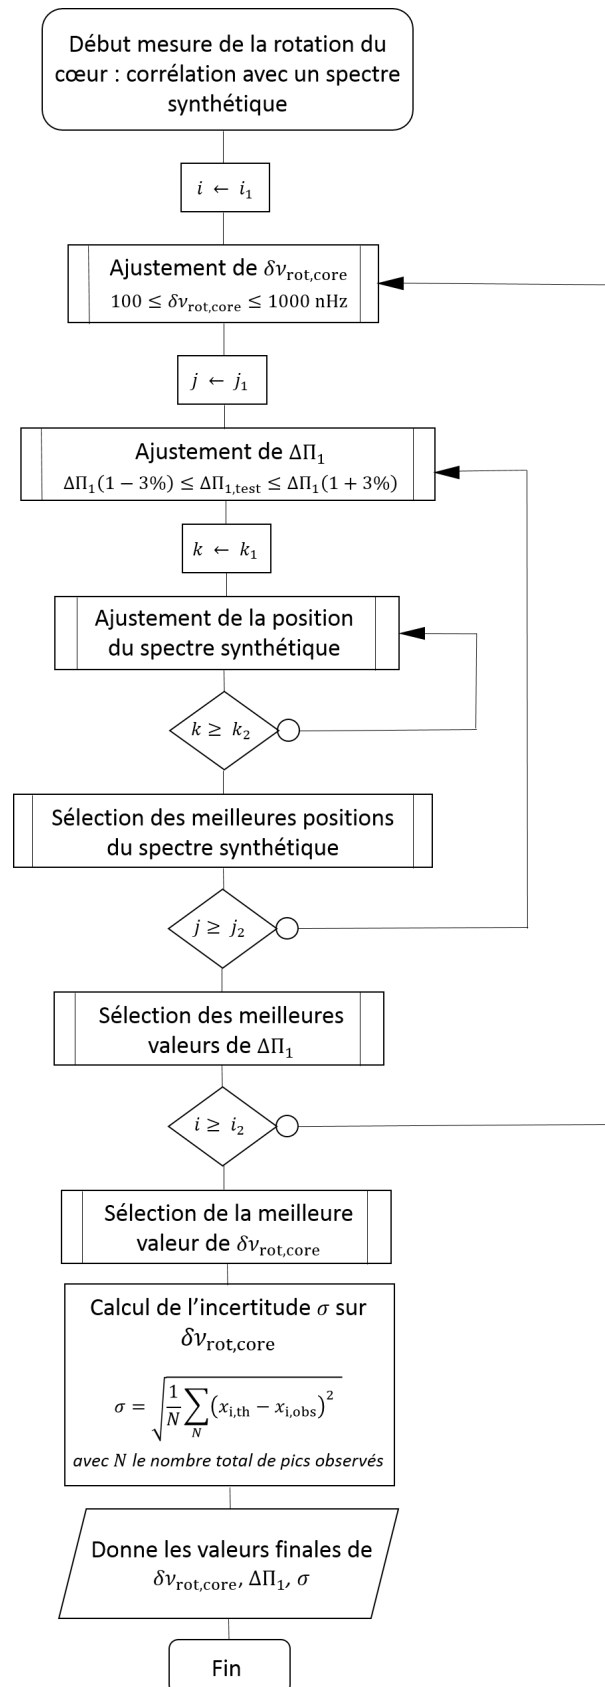 Début mesure de la rotation du
cœur : corrélation avec un spectre
synthétique
i ← i₁
Ajustement de δν_rot,core
100 ≤ δν_rot,core ≤ 1000 nHz
j ← j₁
Ajustement de ΔΠ₁
ΔΠ₁(1 − 3%) ≤ ΔΠ₁,test ≤ ΔΠ₁(1 + 3%)
k ← k₁
Ajustement de la position
du spectre synthétique
k ≥ k₂
Sélection des meilleures positions
du spectre synthétique
j ≥ j₂
Sélection des meilleures
valeurs de ΔΠ₁
i ≥ i₂
Sélection de la meilleure
valeur de δν_rot,core
Calcul de l’incertitude σ sur
δν_rot,core
σ = √(1/N ∑_N (x_i,th − x_i,obs)²)
avec N le nombre total de pics observés
Donne les valeurs finales de
δν_rot,core, ΔΠ₁, σ
Fin